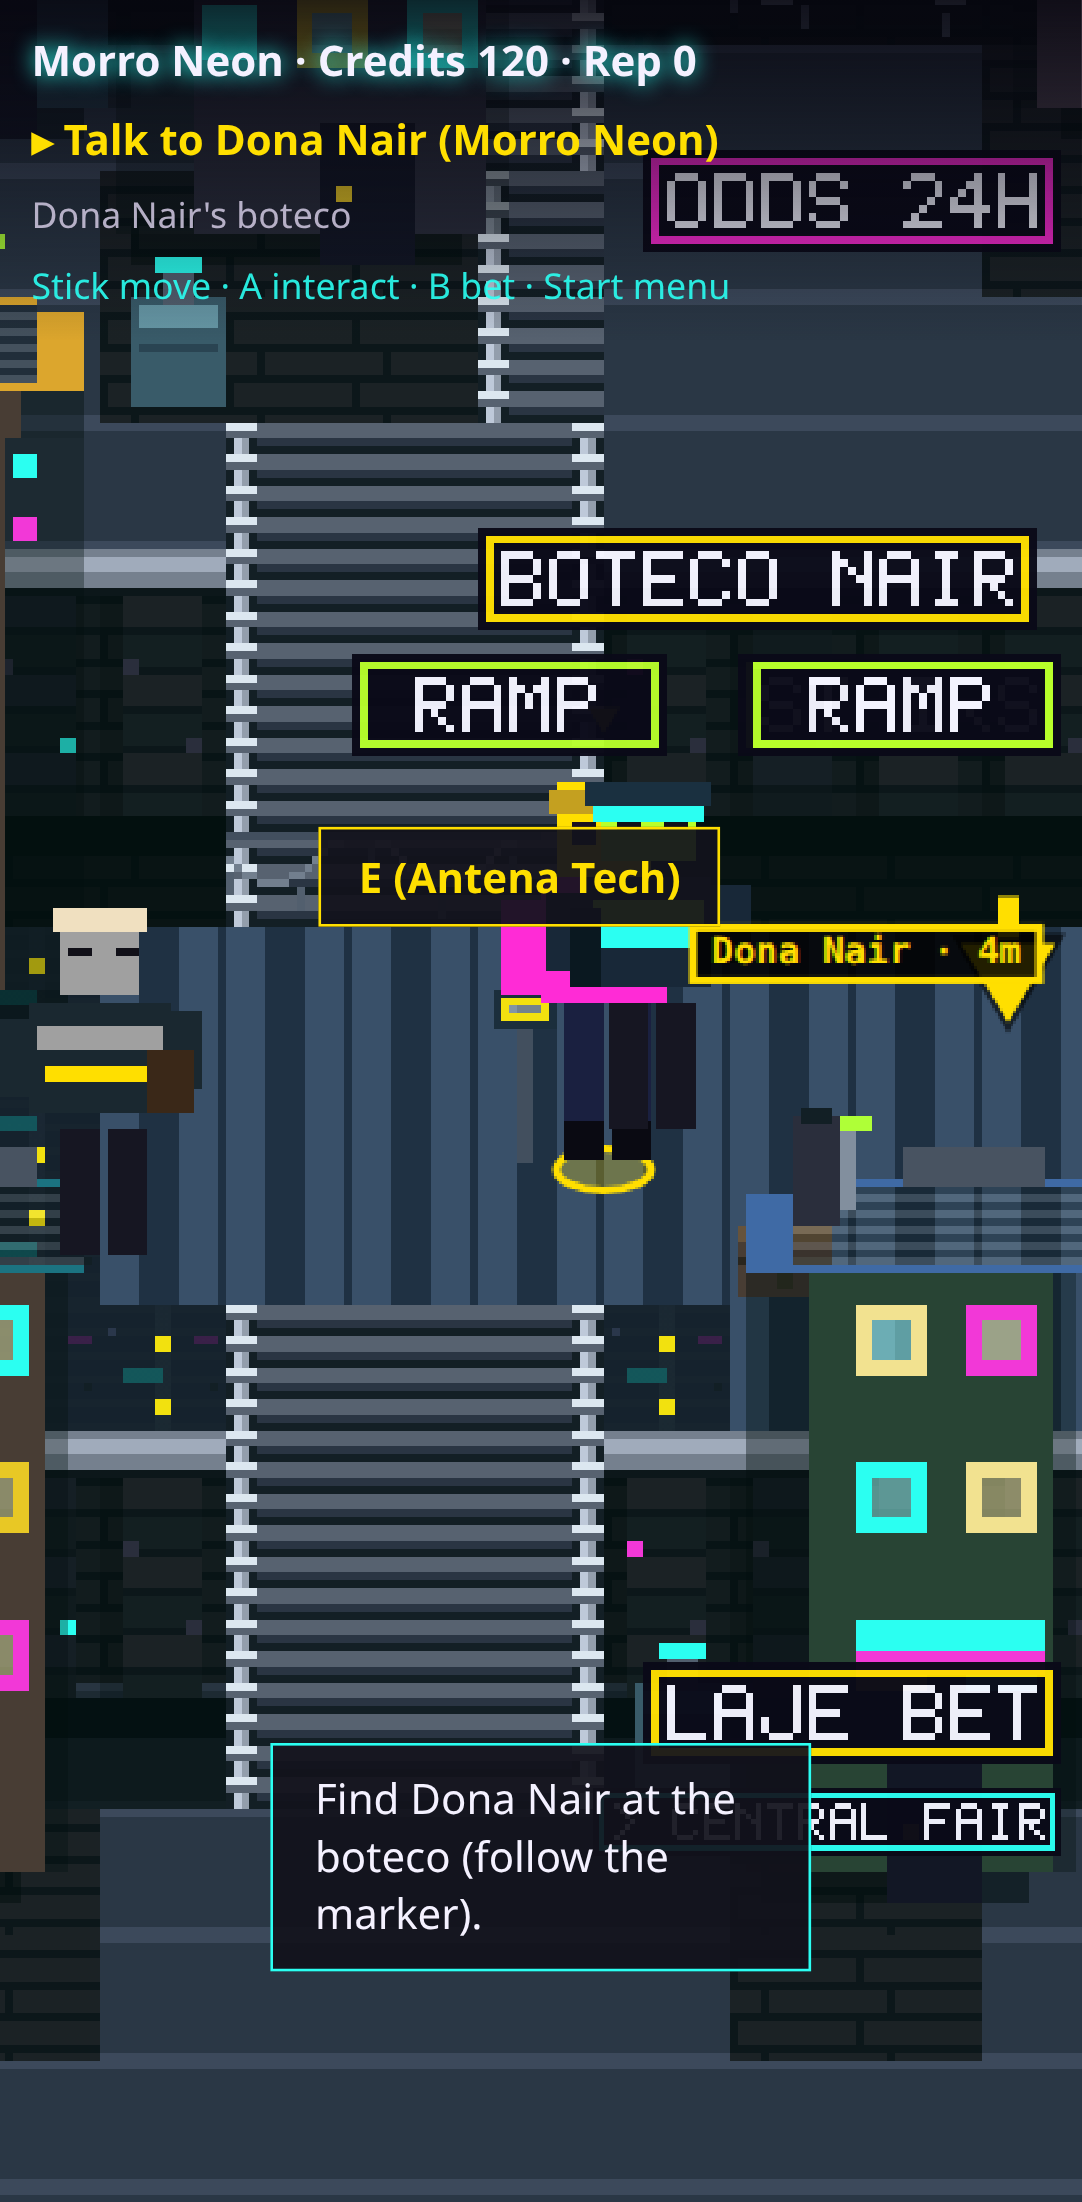 Morro Neon · Credits 120 · Rep 0
▸ Talk to Dona Nair (Morro Neon)
ODDS 24H
Dona Nair's boteco
Stick move · A interact · B bet · Start menu
BOTECO NAIR
RAMP
RAMP
E (Antena Tech)
Dona Nair · 4m
LAJE BET
CENTRAL FAIR
Find Dona Nair at the
boteco (follow the
marker).